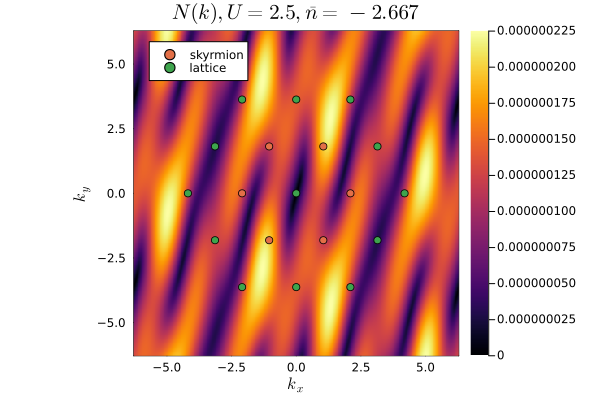 N(k), U = 2.5, n̄ = −2.667
skyrmion
lattice
5.0
2.5
0.0
−2.5
−5.0
k_y
−5.0 −2.5 0.0 2.5 5.0
k_x
0.000000225
0.000000200
0.000000175
0.000000150
0.000000125
0.000000100
0.000000075
0.000000050
0.000000025
0